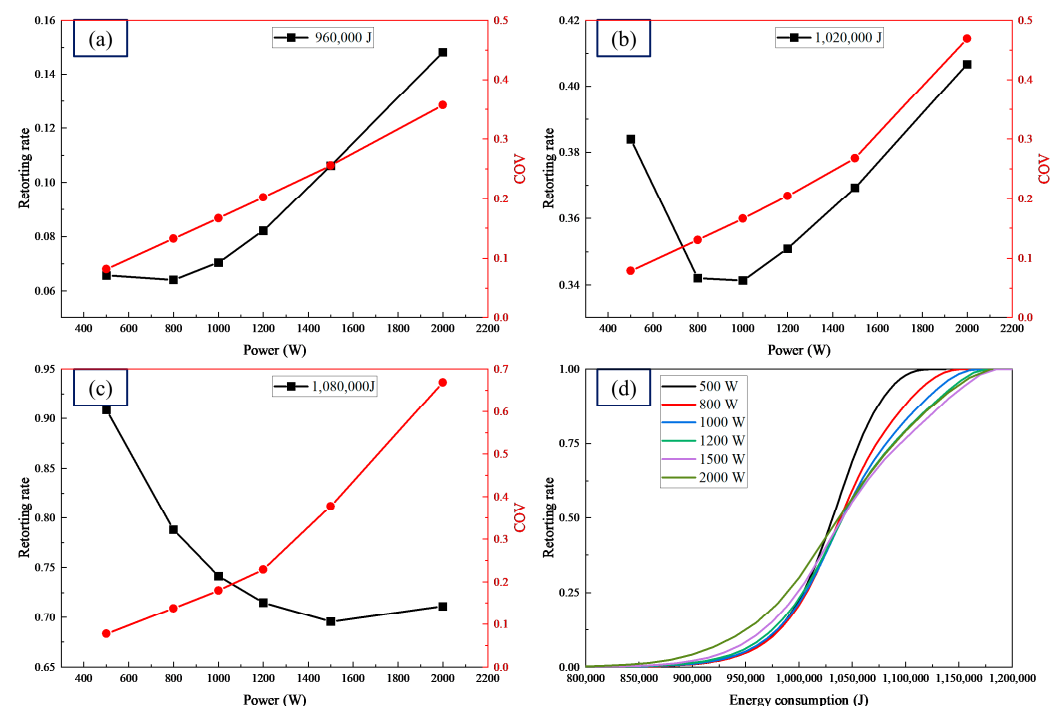 (a)
960,000 J
0.16
0.14
0.12
0.10
0.08
0.06
0.5
0.4
0.3
0.2
0.1
0.0
Retorting rate
COV
400 600 800 1000 1200 1400 1600 1800 2000 2200
Power (W)
(b)
1,020,000 J
0.42
0.40
0.38
0.36
0.34
0.5
0.4
0.3
0.2
0.1
0.0
Retorting rate
COV
400 600 800 1000 1200 1400 1600 1800 2000 2200
Power (W)
(c)
1,080,000J
0.95
0.90
0.85
0.80
0.75
0.70
0.65
0.7
0.6
0.5
0.4
0.3
0.2
0.1
0.0
Retorting rate
COV
400 600 800 1000 1200 1400 1600 1800 2000 2200
Power (W)
(d)
500 W
800 W
1000 W
1200 W
1500 W
2000 W
1.00
0.75
0.50
0.25
0.00
Retorting rate
800,000 850,000 900,000 950,000 1,000,000 1,050,000 1,100,000 1,150,000 1,200,000
Energy consumption (J)